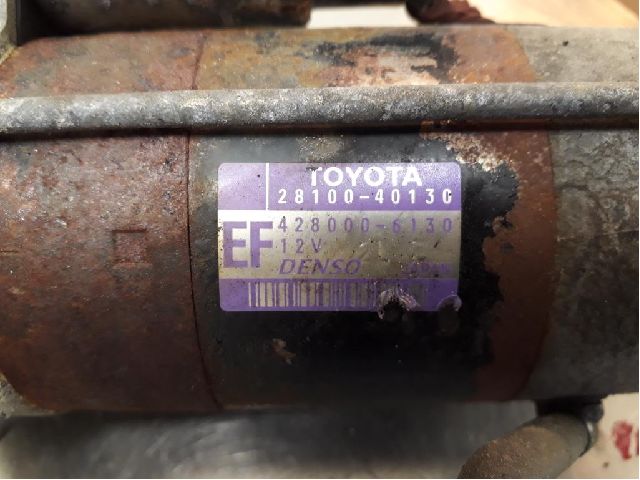 TOYOTA
28100-40130
EF
428000-6130
12V
DENSO